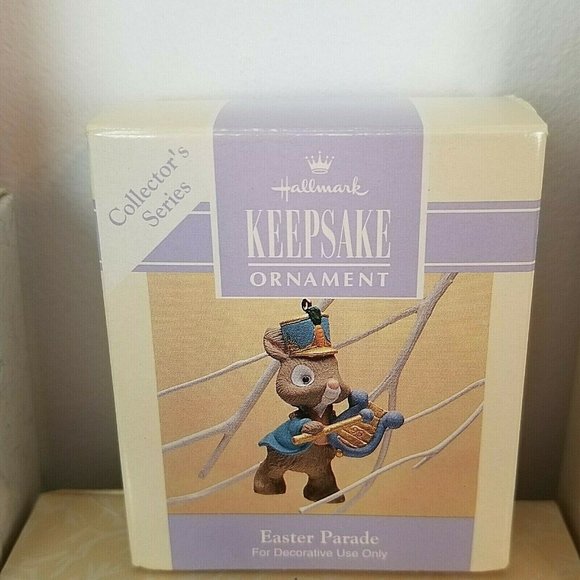 Collector's
Series
Hallmark
KEEPSAKE
ORNAMENT
Easter Parade
For Decorative Use Only